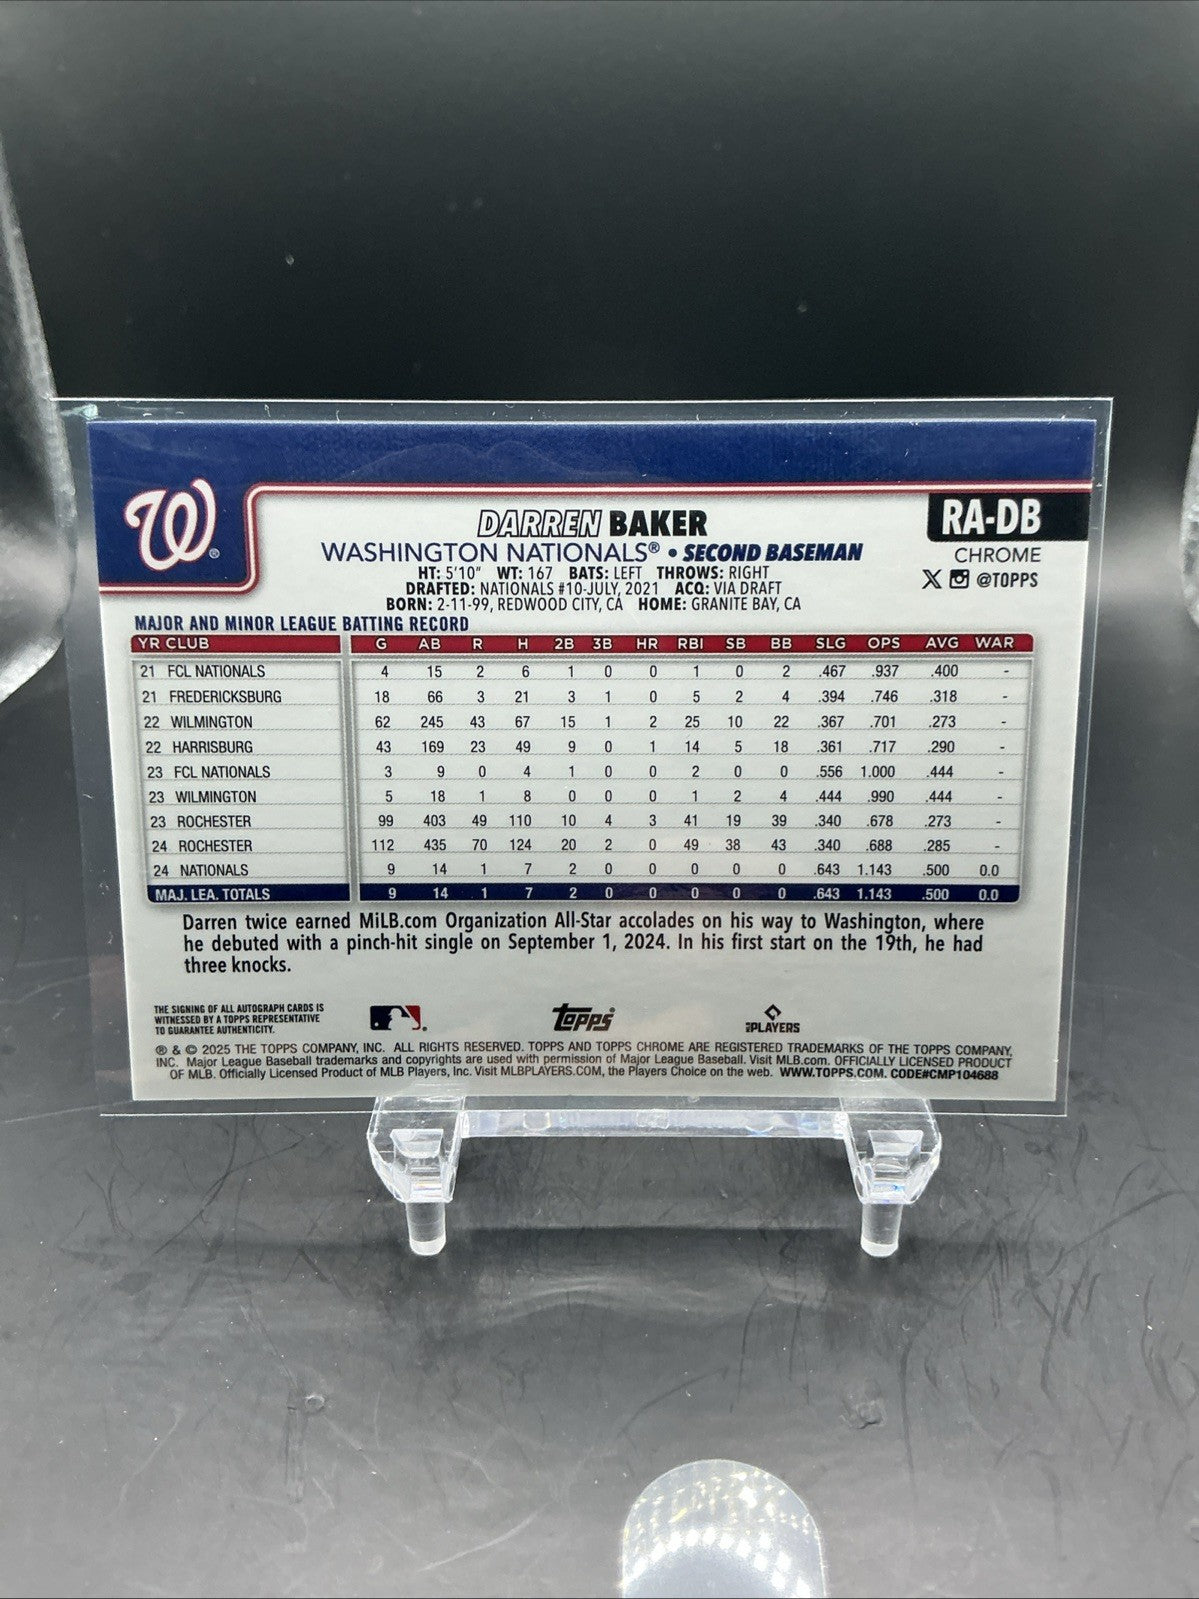 W®
DARREN BAKER
RA-DB
WASHINGTON NATIONALS® • SECOND BASEMAN
CHROME
HT: 5'10" WT: 167 BATS: LEFT THROWS: RIGHT
X @TOPPS
DRAFTED: NATIONALS #10-JULY, 2021 ACQ: VIA DRAFT
BORN: 2-11-99, REDWOOD CITY, CA HOME: GRANITE BAY, CA
MAJOR AND MINOR LEAGUE BATTING RECORD
YR CLUB G AB R H 2B 3B HR RBI SB BB SLG OPS AVG WAR
21 FCL NATIONALS 4 15 2 6 1 0 0 1 0 2 .467 .937 .400 -
21 FREDERICKSBURG 18 66 3 21 3 1 0 5 2 4 .394 .746 .318 -
22 WILMINGTON 62 245 43 67 15 1 2 25 10 22 .367 .701 .273 -
22 HARRISBURG 43 169 23 49 9 0 1 14 5 18 .361 .717 .290 -
23 FCL NATIONALS 3 9 0 4 1 0 0 2 0 0 .556 1.000 .444 -
23 WILMINGTON 5 18 1 8 0 0 0 1 2 4 .444 .990 .444 -
23 ROCHESTER 99 403 49 110 10 4 3 41 19 39 .340 .678 .273 -
24 ROCHESTER 112 435 70 124 20 2 0 49 38 43 .340 .688 .285 -
24 NATIONALS 9 14 1 7 2 0 0 0 0 0 .643 1.143 .500 0.0
MAJ. LEA. TOTALS 9 14 1 7 2 0 0 0 0 0 .643 1.143 .500 0.0
Darren twice earned MiLB.com Organization All-Star accolades on his way to Washington, where
he debuted with a pinch-hit single on September 1, 2024. In his first start on the 19th, he had
three knocks.
THE SIGNING OF ALL AUTOGRAPH CARDS IS
WITNESSED BY A TOPPS REPRESENTATIVE
TO GUARANTEE AUTHENTICITY.
Topps®
MLB PLAYERS
® & © 2025 THE TOPPS COMPANY, INC. ALL RIGHTS RESERVED. TOPPS AND TOPPS CHROME ARE REGISTERED TRADEMARKS OF THE TOPPS COMPANY,
INC. Major League Baseball trademarks and copyrights are used with permission of Major League Baseball. Visit MLB.com. OFFICIALLY LICENSED PRODUCT
OF MLB. Officially Licensed Product of MLB Players, Inc. Visit MLBPLAYERS.COM, the Players Choice on the web. WWW.TOPPS.COM. CODE#CMP104688